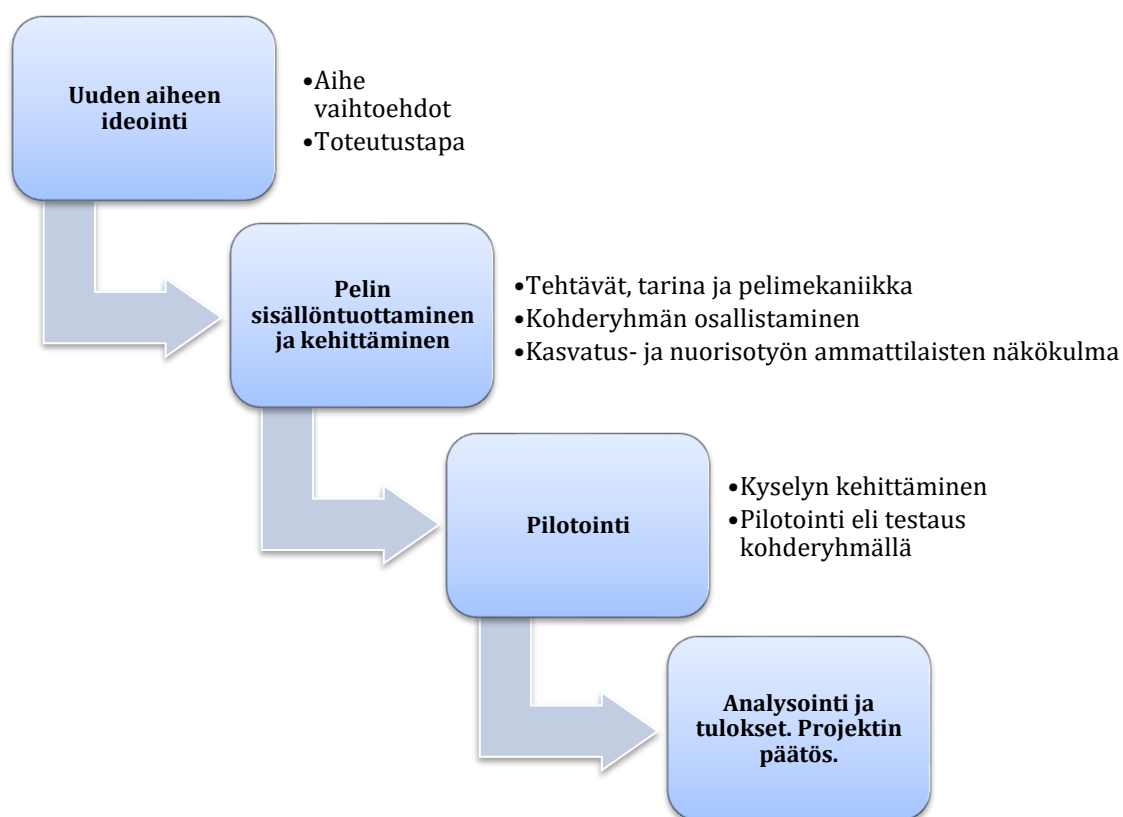 Uuden aiheen
ideointi
•Aihe
vaihtoehdot
•Toteutustapa
Pelin
sisällöntuottaminen
ja kehittäminen
•Tehtävät, tarina ja pelimekaniikka
•Kohderyhmän osallistaminen
•Kasvatus- ja nuorisotyön ammattilaisten näkökulma
Pilotointi
•Kyselyn kehittäminen
•Pilotointi eli testaus
kohderyhmällä
Analysointi ja
tulokset. Projektin
päätös.